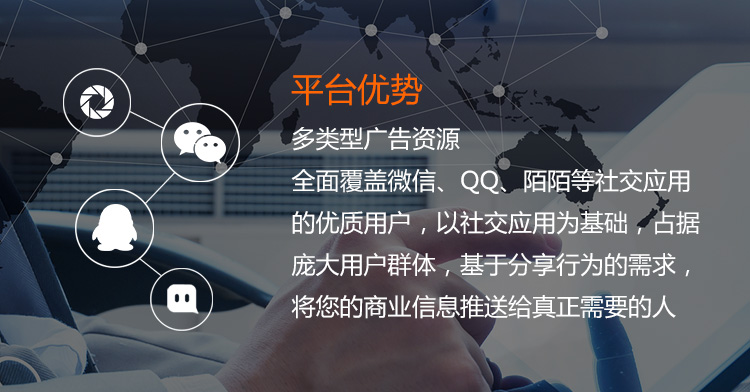 平台优势
多类型广告资源
全面覆盖微信、QQ、陌陌等社交应用
的优质用户，以社交应用为基础，占据
庞大用户群体，基于分享行为的需求，
将您的商业信息推送给真正需要的人